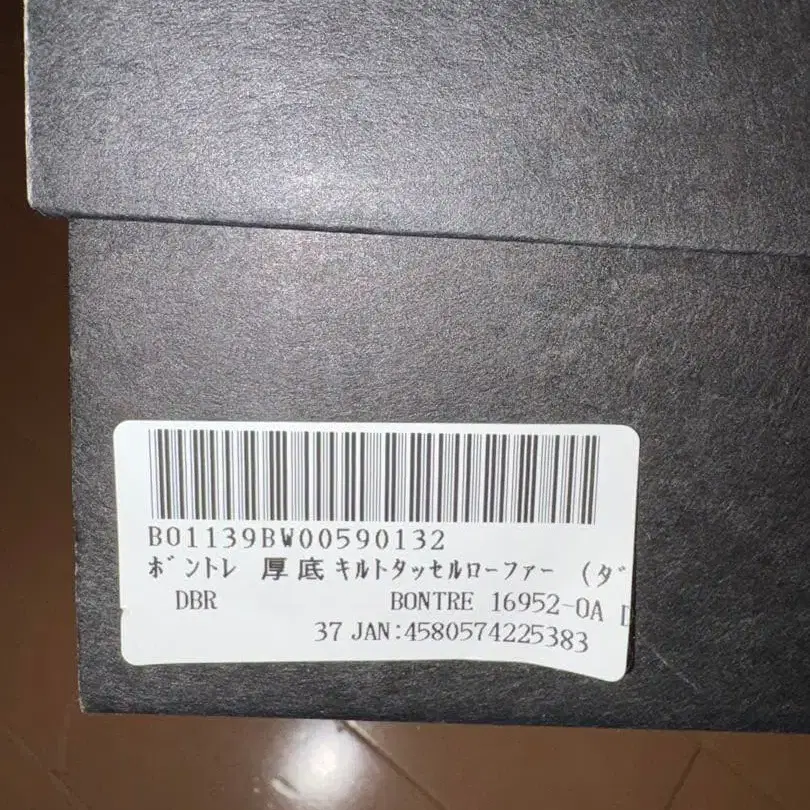 B01139BW00590132
ﾎﾞﾝﾄﾚ 厚底 ｷﾙﾄﾀｯｾﾙﾛｰﾌｧｰ (ﾀﾞ
DBR BONTRE 16952-0A D
37 JAN:4580574225383